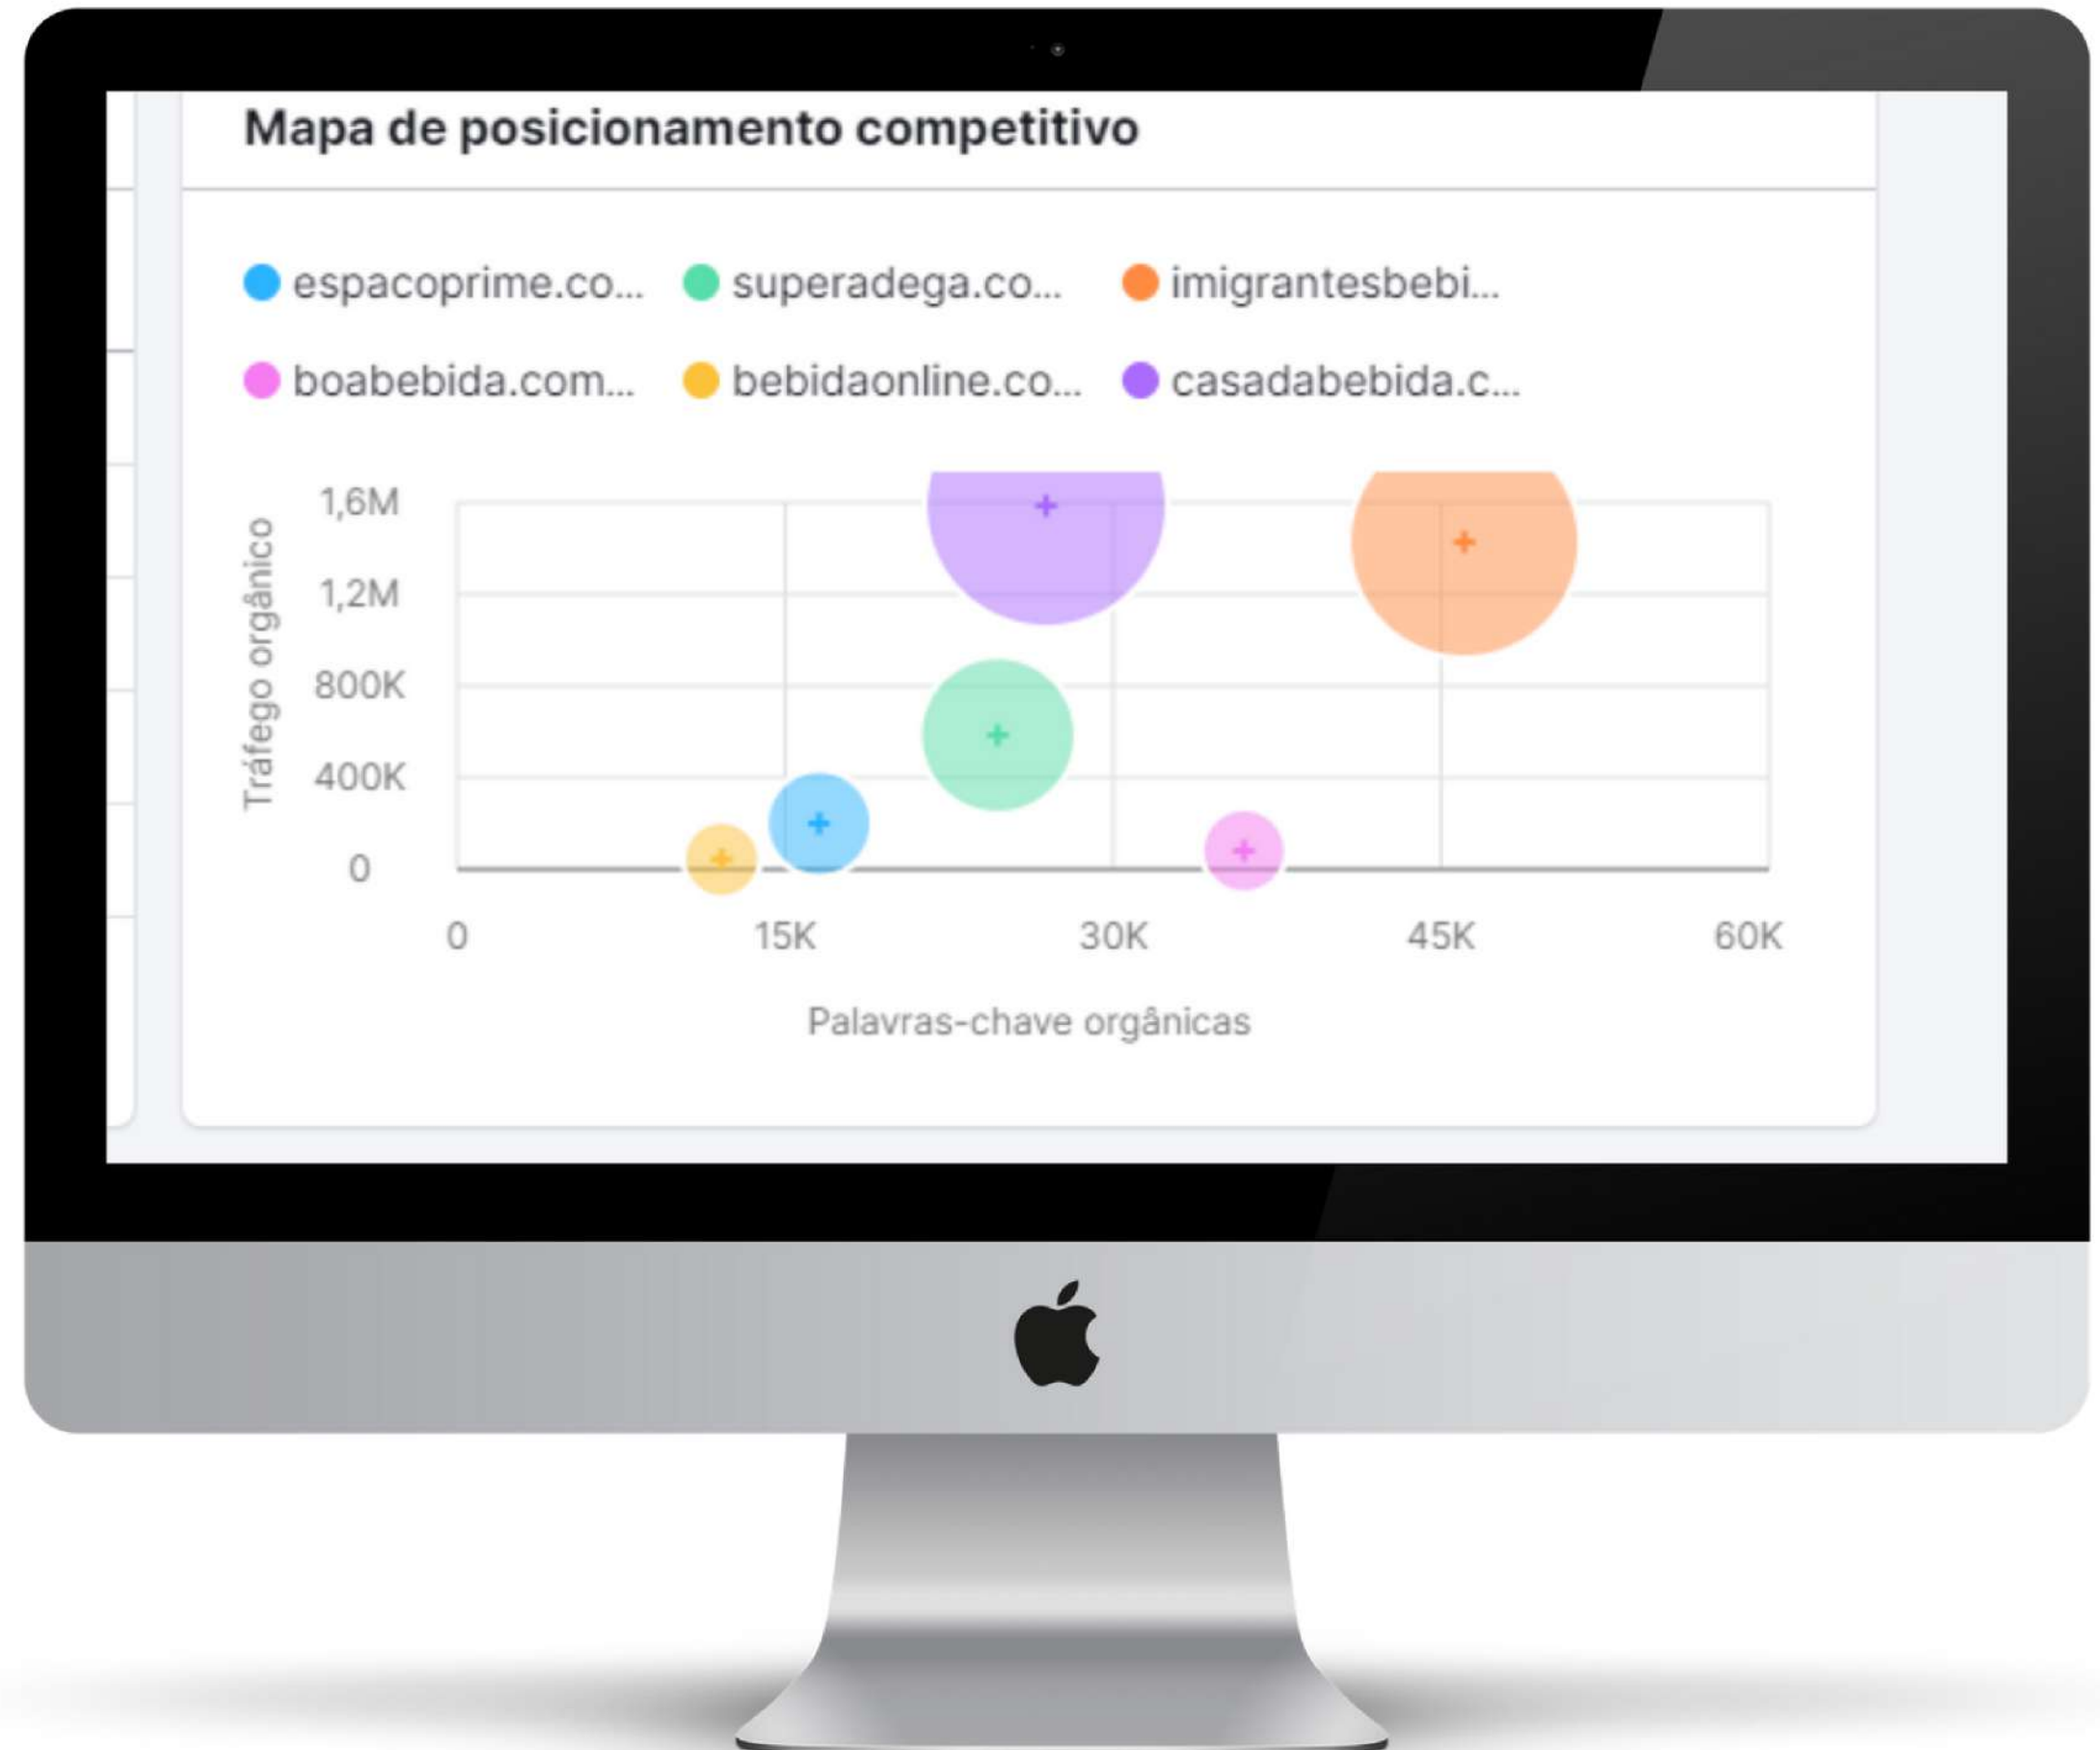 Mapa de posicionamento competitivo
espacoprime.co... superadega.co... imigrantesbebi...
boabebida.com... bebidaonline.co... casadabebida.c...
Tráfego orgânico
1,6M
1,2M
800K
400K
0
0 15K 30K 45K 60K
Palavras-chave orgânicas